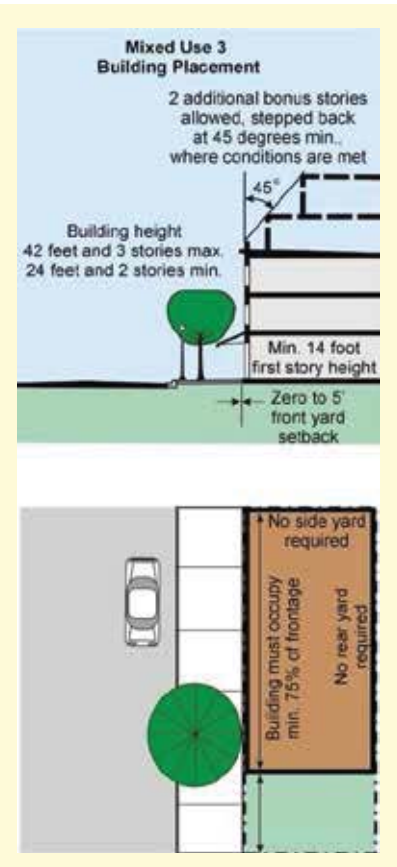 Mixed Use 3
Building Placement
2 additional bonus stories
allowed, stepped back
at 45 degrees min.,
where conditions are met
45°
Building height
42 feet and 3 stories max.
24 feet and 2 stories min.
Min. 14 foot
first story height
Zero to 5'
front yard
setback
No side yard
required
Building must occupy
min. 75% of frontage
No rear yard
required